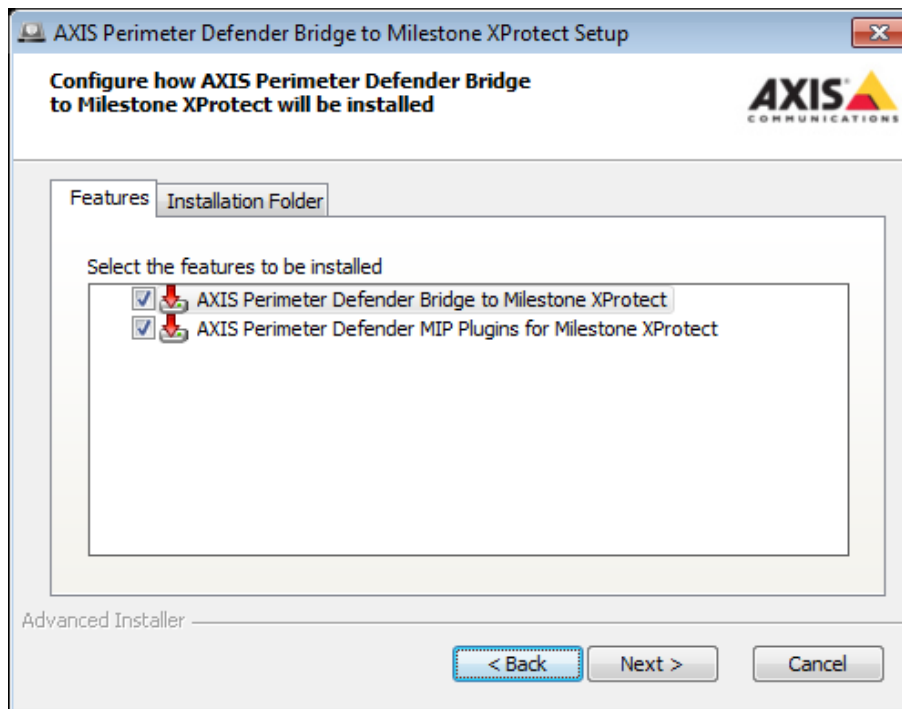 AXIS Perimeter Defender Bridge to Milestone XProtect Setup
Configure how AXIS Perimeter Defender Bridge
to Milestone XProtect will be installed
AXIS
COMMUNICATIONS
Features
Installation Folder
Select the features to be installed
AXIS Perimeter Defender Bridge to Milestone XProtect
AXIS Perimeter Defender MIP Plugins for Milestone XProtect
Advanced Installer
< Back
Next >
Cancel